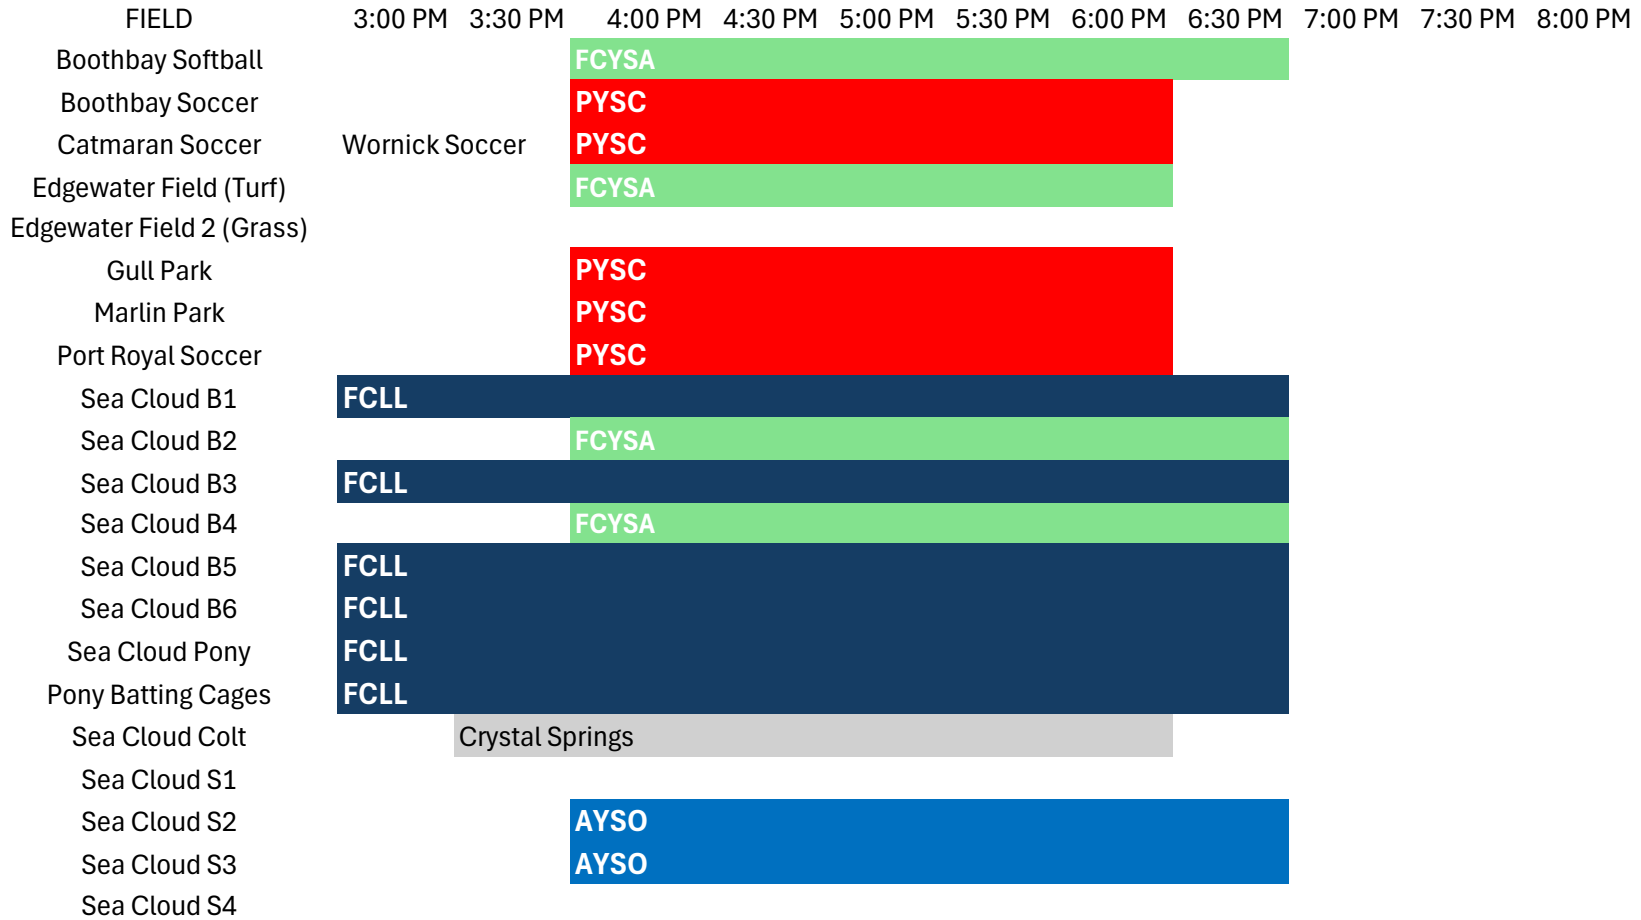 FIELD 3:00 PM 3:30 PM 4:00 PM 4:30 PM 5:00 PM 5:30 PM 6:00 PM 6:30 PM 7:00 PM 7:30 PM 8:00 PM
Boothbay Softball FCYSA
Boothbay Soccer PYSC
Catmaran Soccer Wornick Soccer PYSC
Edgewater Field (Turf) FCYSA
Edgewater Field 2 (Grass)
Gull Park PYSC
Marlin Park PYSC
Port Royal Soccer PYSC
Sea Cloud B1 FCLL
Sea Cloud B2 FCYSA
Sea Cloud B3 FCLL
Sea Cloud B4 FCYSA
Sea Cloud B5 FCLL
Sea Cloud B6 FCLL
Sea Cloud Pony FCLL
Pony Batting Cages FCLL
Sea Cloud Colt Crystal Springs
Sea Cloud S1
Sea Cloud S2 AYSO
Sea Cloud S3 AYSO
Sea Cloud S4